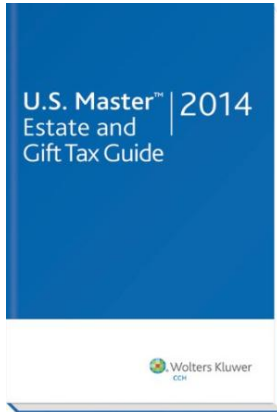 U.S. Master™ | 2014
Estate and
Gift Tax Guide
Wolters Kluwer
CCH